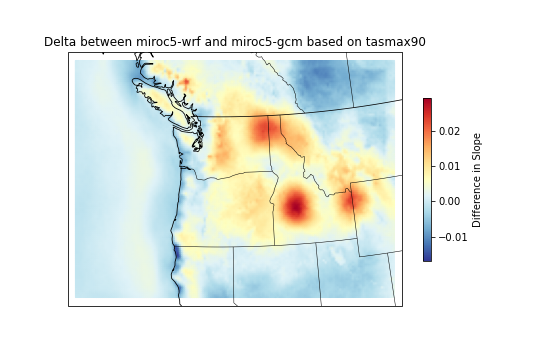 Delta between miroc5-wrf and miroc5-gcm based on tasmax90
0.02
0.01
0.00
−0.01
Difference in Slope